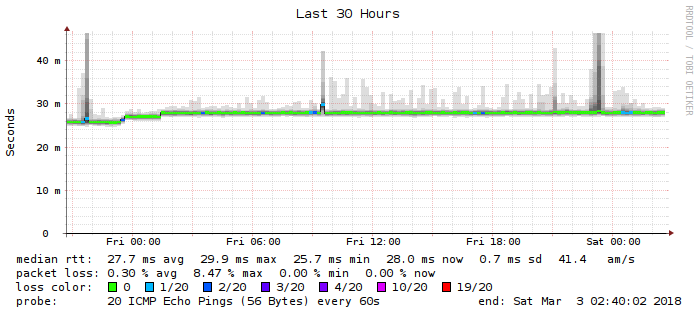 Last 30 Hours
RRDTOOL / TOBI OETIKER
Seconds
40 m
30 m
20 m
10 m
0
Fri 00:00 Fri 06:00 Fri 12:00 Fri 18:00 Sat 00:00
median rtt: 27.7 ms avg 29.9 ms max 25.7 ms min 28.0 ms now 0.7 ms sd 41.4 am/s
packet loss: 0.30 % avg 8.47 % max 0.00 % min 0.00 % now
loss color: 0 1/20 2/20 3/20 4/20 10/20 19/20
probe: 20 ICMP Echo Pings (56 Bytes) every 60s end: Sat Mar 3 02:40:02 2018